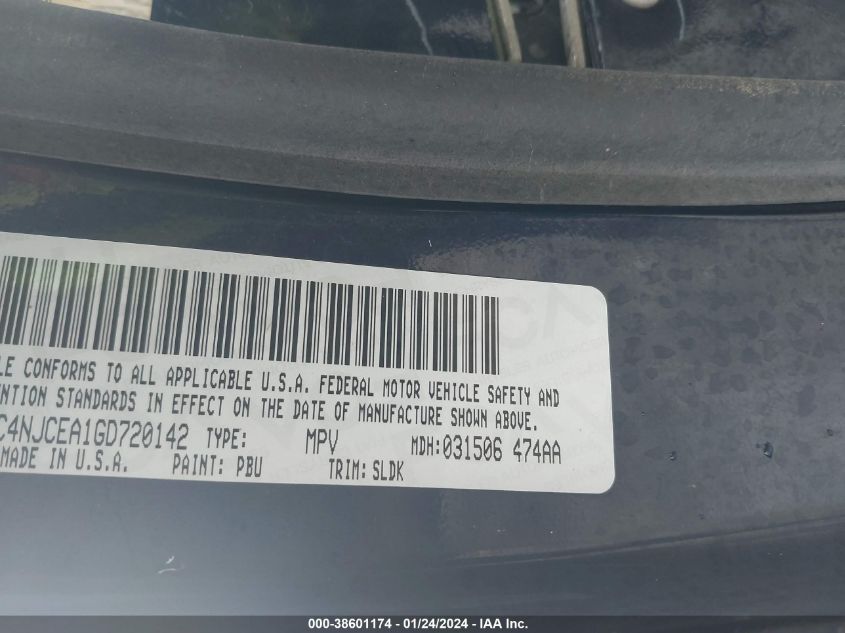 LE CONFORMS TO ALL APPLICABLE U.S.A. FEDERAL MOTOR VEHICLE SAFETY AND
NTION STANDARDS IN EFFECT ON THE DATE OF MANUFACTURE SHOWN ABOVE.
C4NJCEA1GD720142 TYPE: MPV MDH:031506 474AA
MADE IN U.S.A. PAINT: PBU TRIM: SLDK
000-38601174 - 01/24/2024 - IAA Inc.